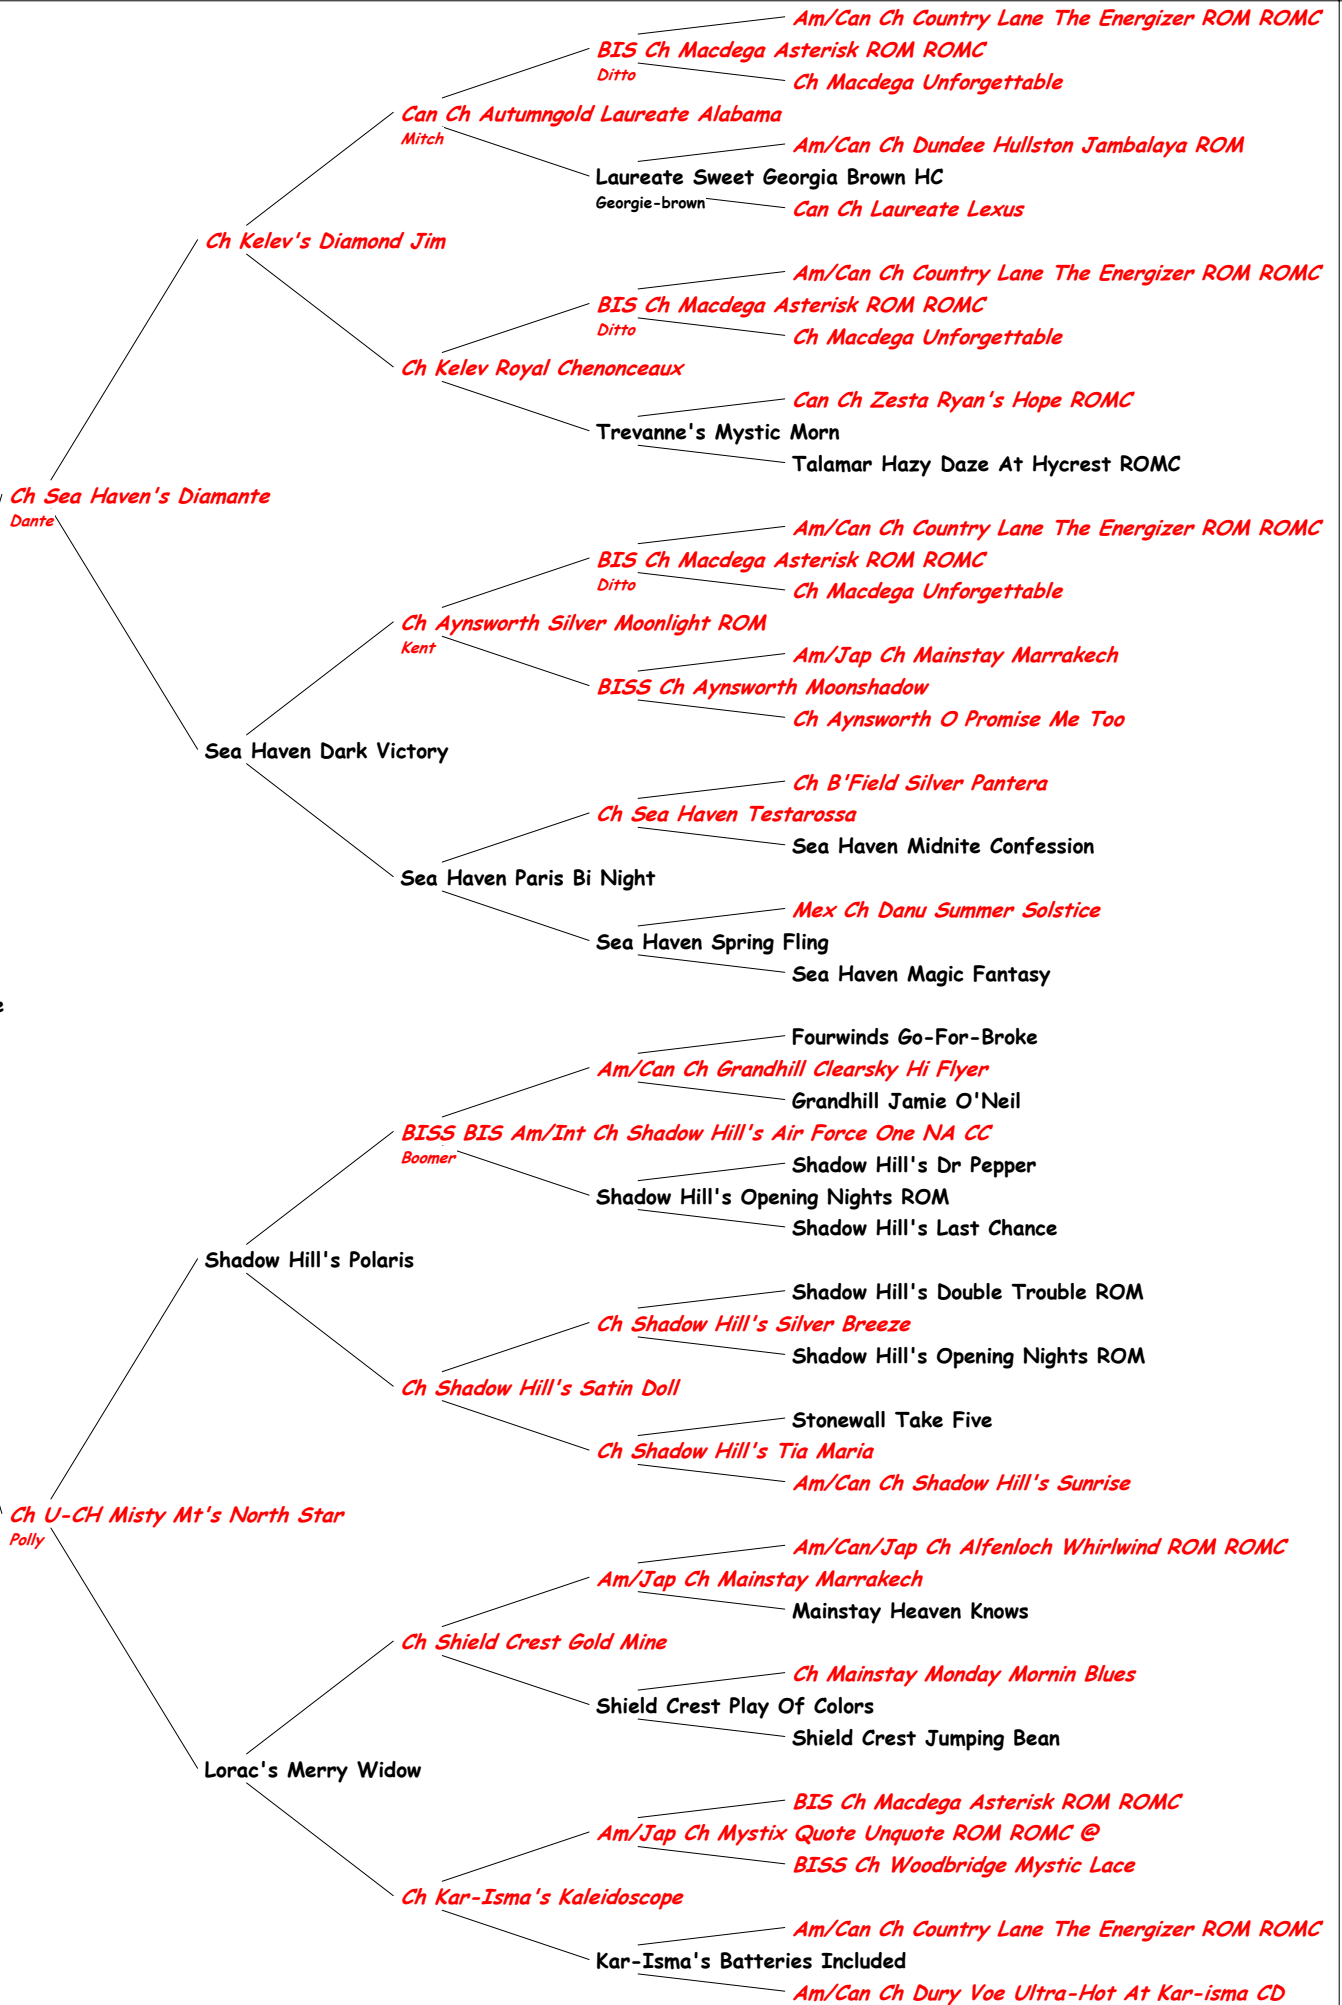 Am/Can Ch Country Lane The Energizer ROM ROMC
BIS Ch Macdega Asterisk ROM ROMC
Ditto
Ch Macdega Unforgettable
Can Ch Autumngold Laureate Alabama
Mitch
Am/Can Ch Dundee Hullston Jambalaya ROM
Laureate Sweet Georgia Brown HC
Georgie-brown
Can Ch Laureate Lexus
Ch Kelev's Diamond Jim
Am/Can Ch Country Lane The Energizer ROM ROMC
BIS Ch Macdega Asterisk ROM ROMC
Ditto
Ch Macdega Unforgettable
Ch Kelev Royal Chenonceaux
Can Ch Zesta Ryan's Hope ROMC
Trevanne's Mystic Morn
Talamar Hazy Daze At Hycrest ROMC
Ch Sea Haven's Diamante
Dante
Am/Can Ch Country Lane The Energizer ROM ROMC
BIS Ch Macdega Asterisk ROM ROMC
Ditto
Ch Macdega Unforgettable
Ch Aynsworth Silver Moonlight ROM
Kent
Am/Jap Ch Mainstay Marrakech
BISS Ch Aynsworth Moonshadow
Ch Aynsworth O Promise Me Too
Sea Haven Dark Victory
Ch B'Field Silver Pantera
Ch Sea Haven Testarossa
Sea Haven Midnite Confession
Sea Haven Paris Bi Night
Mex Ch Danu Summer Solstice
Sea Haven Spring Fling
Sea Haven Magic Fantasy
e
Fourwinds Go-For-Broke
Am/Can Ch Grandhill Clearsky Hi Flyer
Grandhill Jamie O'Neil
BISS BIS Am/Int Ch Shadow Hill's Air Force One NA CC
Boomer
Shadow Hill's Dr Pepper
Shadow Hill's Opening Nights ROM
Shadow Hill's Last Chance
Shadow Hill's Polaris
Shadow Hill's Double Trouble ROM
Ch Shadow Hill's Silver Breeze
Shadow Hill's Opening Nights ROM
Ch Shadow Hill's Satin Doll
Stonewall Take Five
Ch Shadow Hill's Tia Maria
Am/Can Ch Shadow Hill's Sunrise
Ch U-CH Misty Mt's North Star
Polly
Am/Can/Jap Ch Alfenloch Whirlwind ROM ROMC
Am/Jap Ch Mainstay Marrakech
Mainstay Heaven Knows
Ch Shield Crest Gold Mine
Ch Mainstay Monday Mornin Blues
Shield Crest Play Of Colors
Shield Crest Jumping Bean
Lorac's Merry Widow
BIS Ch Macdega Asterisk ROM ROMC
Am/Jap Ch Mystix Quote Unquote ROM ROMC @
BISS Ch Woodbridge Mystic Lace
Ch Kar-Isma's Kaleidoscope
Am/Can Ch Country Lane The Energizer ROM ROMC
Kar-Isma's Batteries Included
Am/Can Ch Dury Voe Ultra-Hot At Kar-isma CD